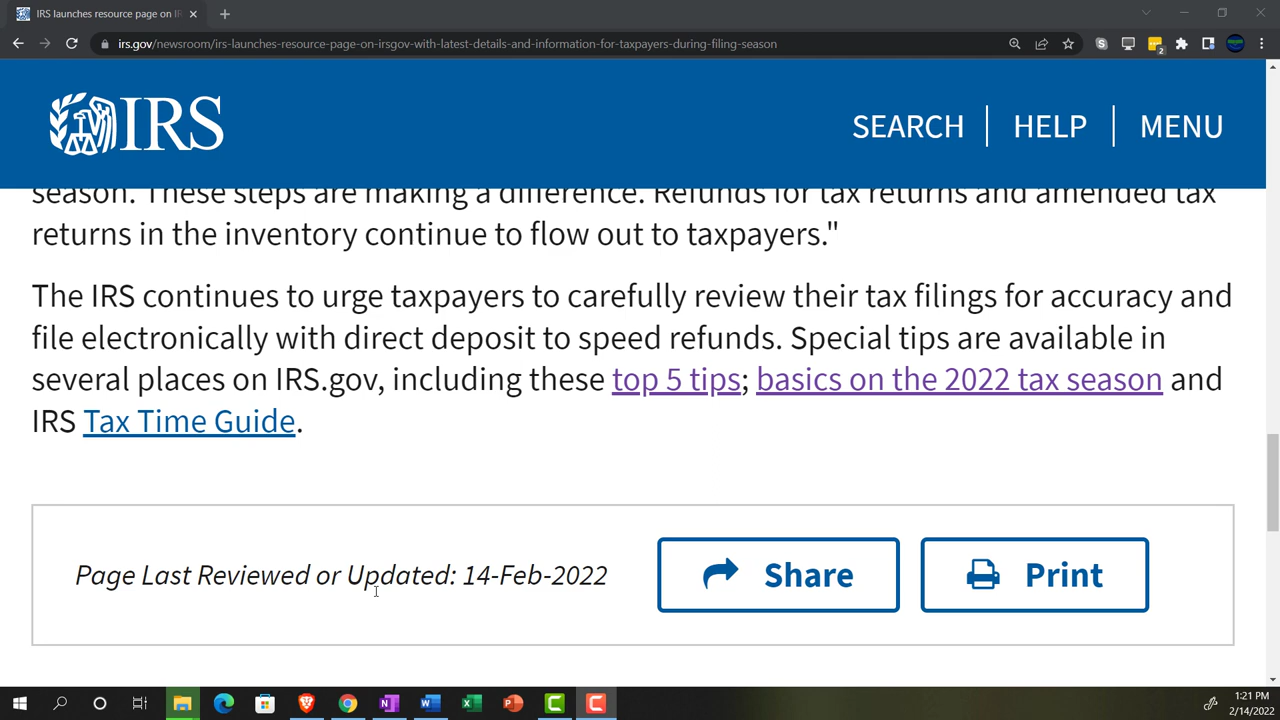 IRS launches resource page on IR
irs.gov/newsroom/irs-launches-resource-page-on-irsgov-with-latest-details-and-information-for-taxpayers-during-filing-season
2
IRS
SEARCH HELP MENU
season. These steps are making a difference. Refunds for tax returns and amended tax
returns in the inventory continue to flow out to taxpayers."
The IRS continues to urge taxpayers to carefully review their tax filings for accuracy and
file electronically with direct deposit to speed refunds. Special tips are available in
several places on IRS.gov, including these top 5 tips; basics on the 2022 tax season and
IRS Tax Time Guide.
Page Last Reviewed or Updated: 14-Feb-2022
Share
Print
1:21 PM
2/14/2022